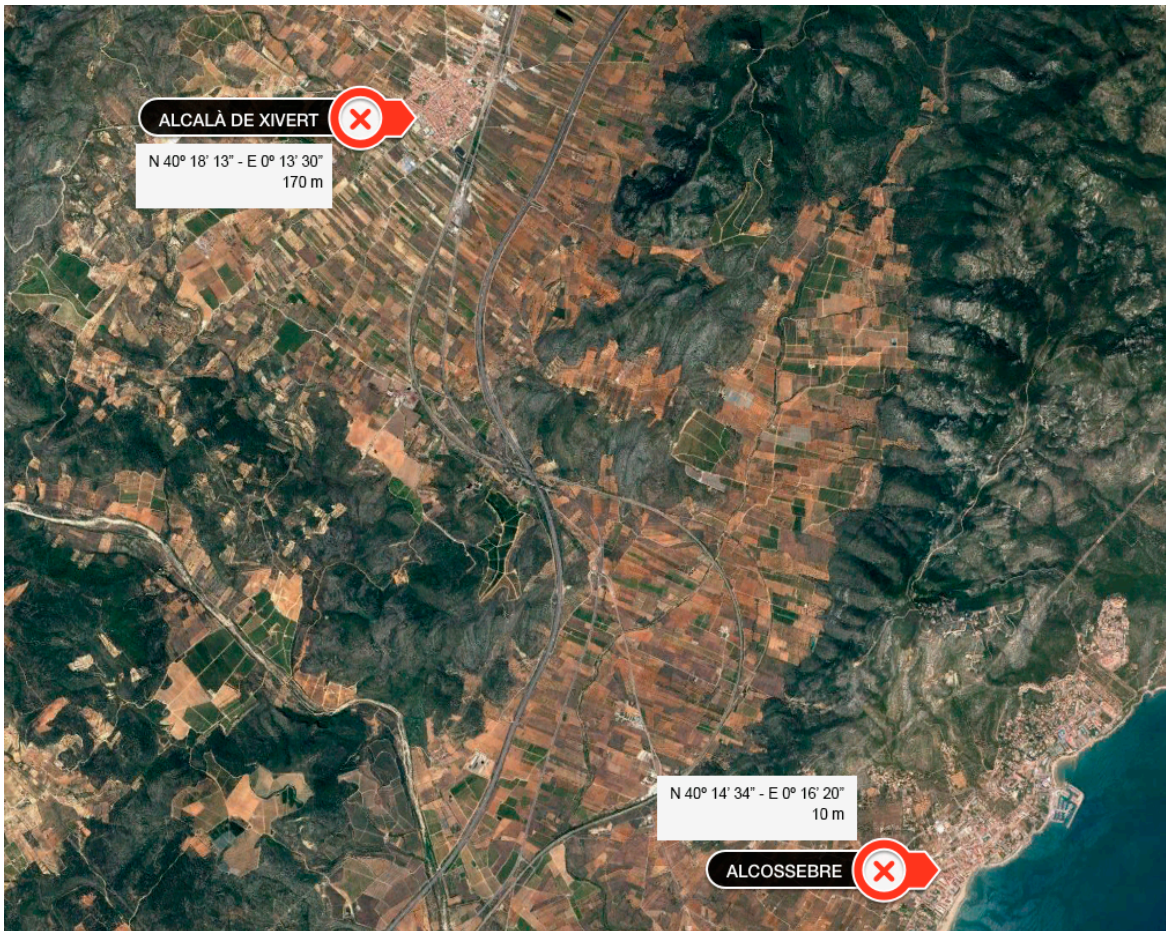 ALCALÀ DE XIVERT
N 40º 18’ 13” - E 0º 13’ 30”
170 m
N 40º 14’ 34” - E 0º 16’ 20”
10 m
ALCOSSEBRE